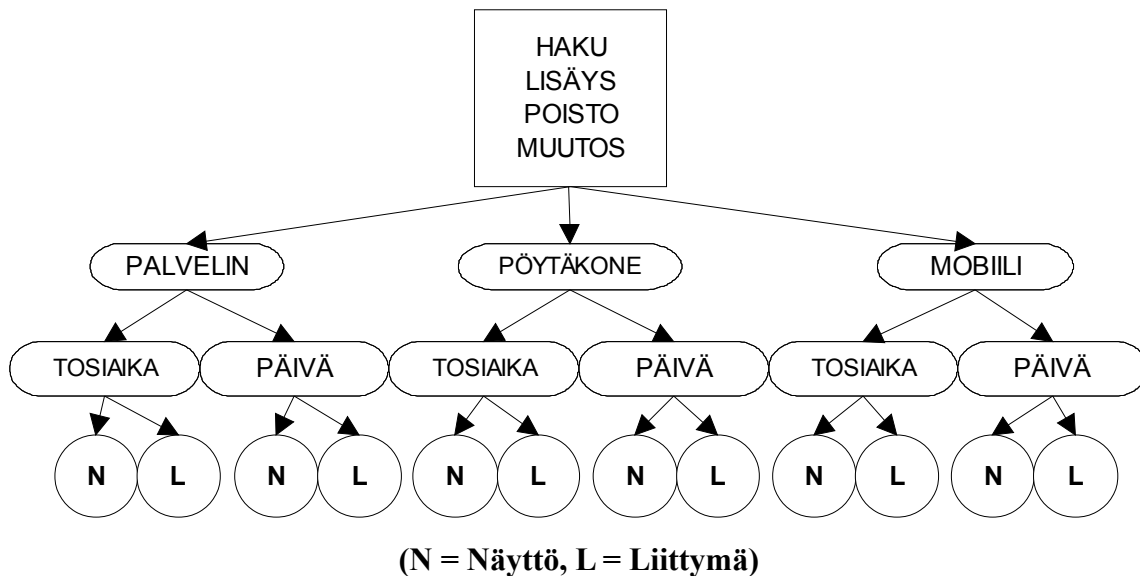 HAKU
LISÄYS
POISTO
MUUTOS
PALVELIN PÖYTÄKONE MOBIILI
TOSIAIKA PÄIVÄ TOSIAIKA PÄIVÄ TOSIAIKA PÄIVÄ
N L N L N L N L N L N L
(N = Näyttö, L = Liittymä)